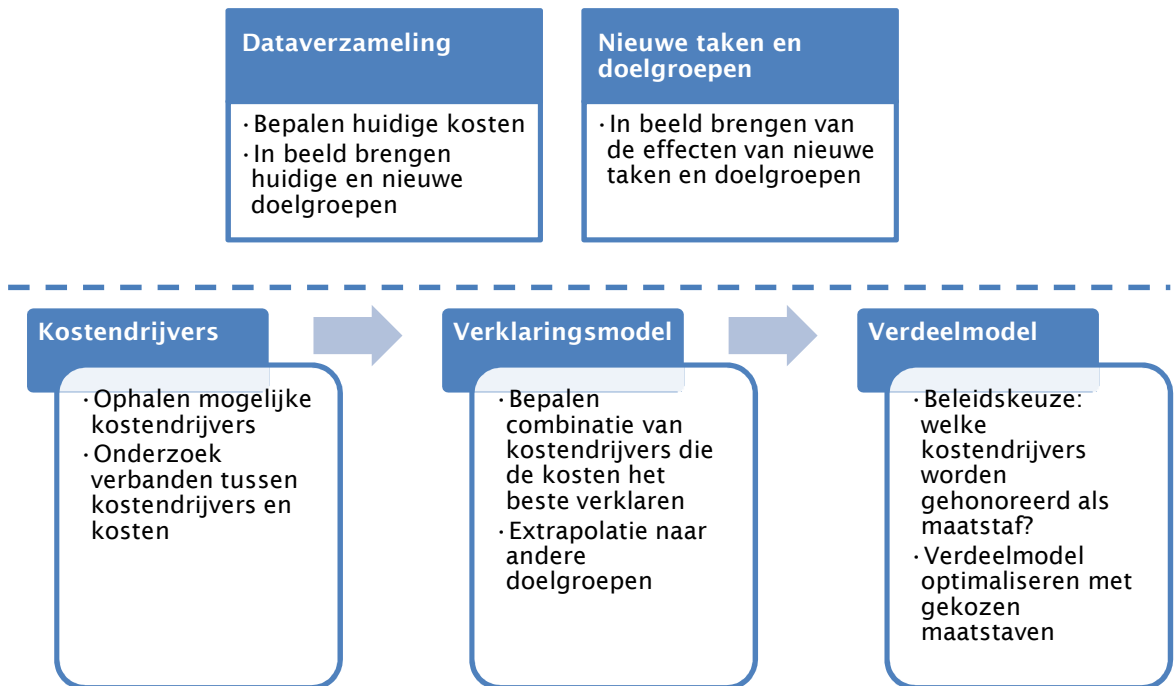 Dataverzameling
· Bepalen huidige kosten
· In beeld brengen
huidige en nieuwe
doelgroepen
Nieuwe taken en
doelgroepen
· In beeld brengen van
de effecten van nieuwe
taken en doelgroepen
Kostendrijvers
· Ophalen mogelijke
kostendrijvers
· Onderzoek
verbanden tussen
kostendrijvers en
kosten
Verklaringsmodel
· Bepalen
combinatie van
kostendrijvers die
de kosten het
beste verklaren
· Extrapolatie naar
andere
doelgroepen
Verdeelmodel
· Beleidskeuze:
welke
kostendrijvers
worden
gehonoreerd als
maatstaf?
· Verdeelmodel
optimaliseren met
gekozen
maatstaven